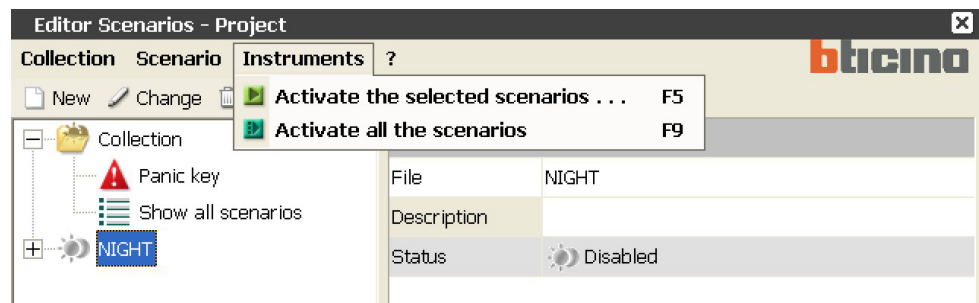 Editor Scenarios - Project
Collection Scenario Instruments ?
bticino
New Change
Activate the selected scenarios . . . F5
Activate all the scenarios F9
Collection
Panic key
Show all scenarios
NIGHT
File NIGHT
Description
Status Disabled